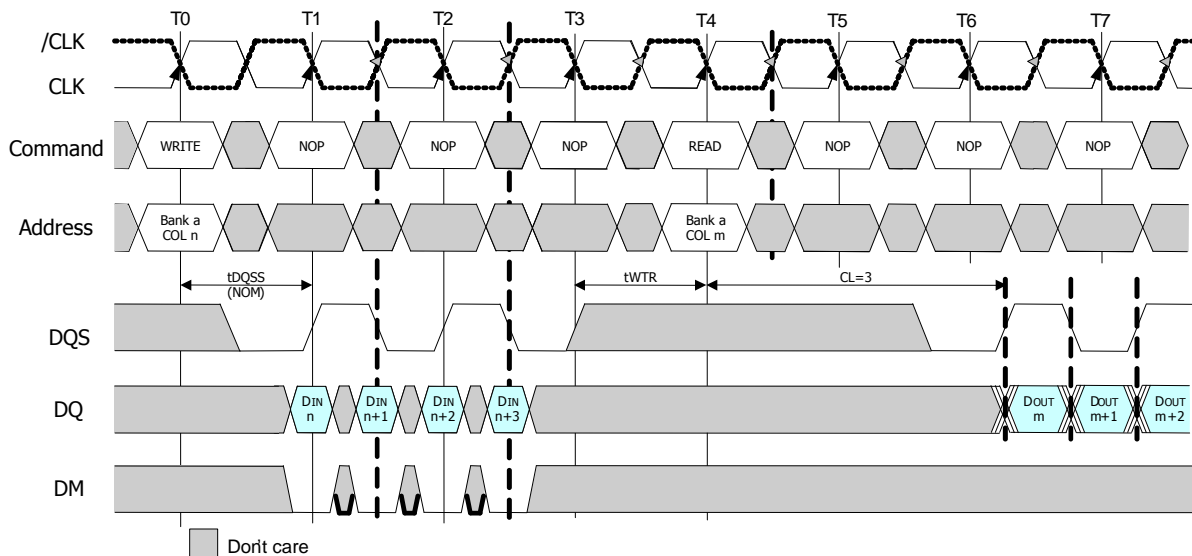 T0 T1 T2 T3 T4 T5 T6 T7
/CLK
CLK
Command WRITE NOP NOP NOP READ NOP NOP NOP
Address Bank a COL n Bank a COL m
tDQSS (NOM) tWTR CL=3
DQS
DQ DIN n DIN n+1 DIN n+2 DIN n+3 DOUT m DOUT m+1 DOUT m+2
DM
Don't care